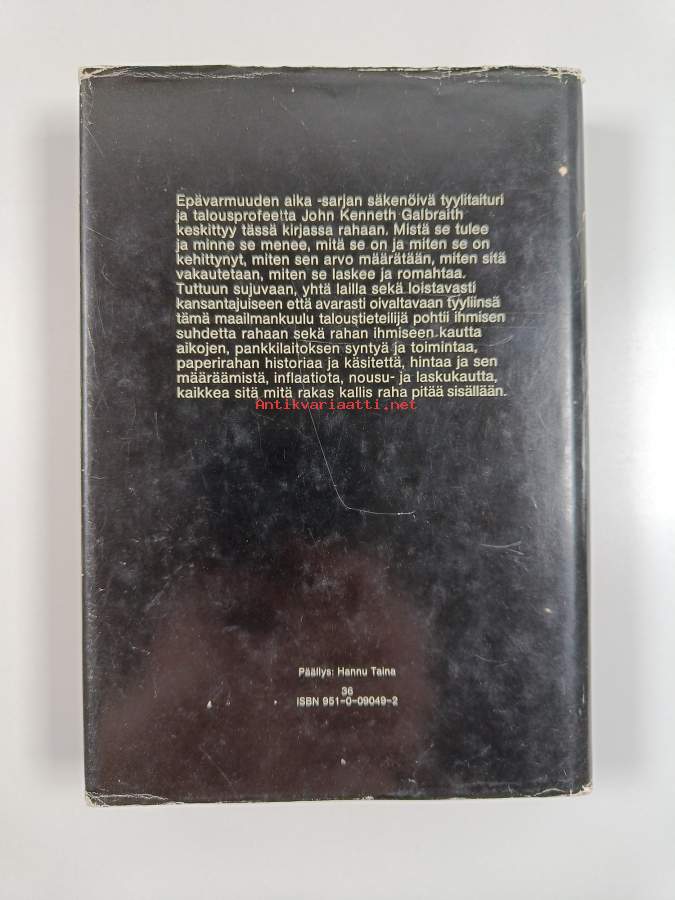 Epävarmuuden aika -sarjan säkenöivä tyylitaituri
ja talousprofeetta John Kenneth Galbraith
keskittyy tässä kirjassa rahaan. Mistä se tulee
ja minne se menee, mitä se on ja miten se on
kehittynyt, miten sen arvo määrätään, miten sitä
vakautetaan, miten se laskee ja romahtaa.
Tuttuun sujuvaan, yhtä lailla sekä loistavasti
kansantajuiseen että avarasti oivaltavaan tyyliinsä
tämä maailmankuulu taloustieteilijä pohtii ihmisen
suhdetta rahaan sekä rahan ihmiseen kautta
aikojen, pankkilaitoksen syntyä ja toimintaa,
paperirahan historiaa ja käsitettä, hintaa ja sen
määräämistä, inflaatiota, nousu- ja laskukautta,
kaikkea sitä mitä rakas kallis raha pitää sisällään.
Antikvariaatti.net
Päällys: Hannu Taina
36
ISBN 951-0-09049-2